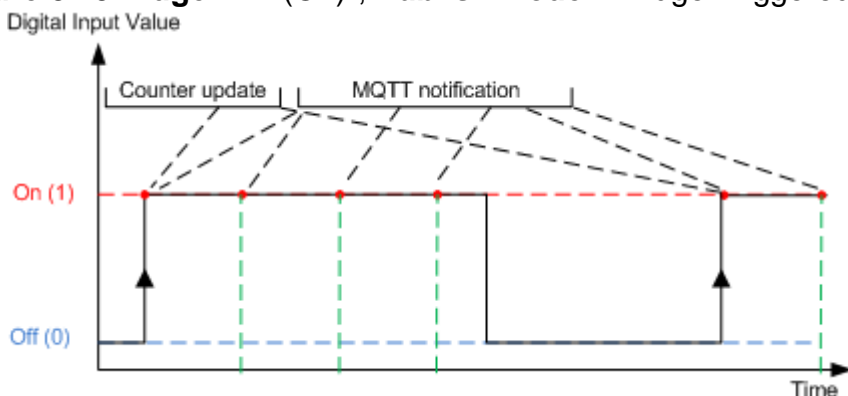 Digital Input Value
Counter update
MQTT notification
On (1)
Off (0)
Time